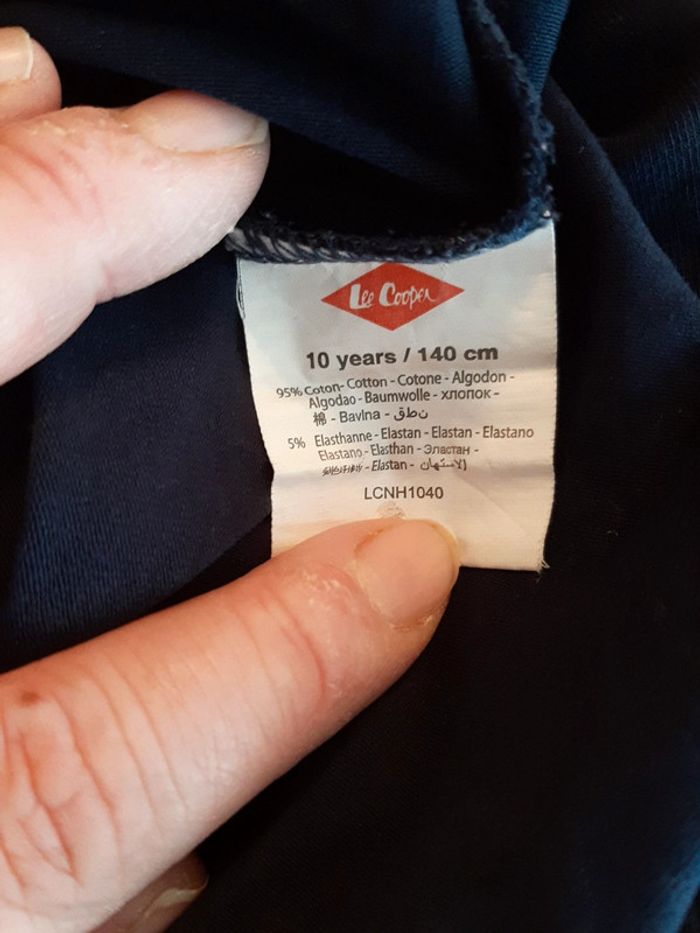 Lee Cooper
10 years / 140 cm
95% Coton- Cotton - Cotone - Algodon -
Algodao - Baumwolle - хлопок -
棉 - Bavlna - نطق
5% Elasthanne - Elastan - Elastan - Elastano
Elastano - Elasthan - Эластан -
- Elastan -
LCNH1040